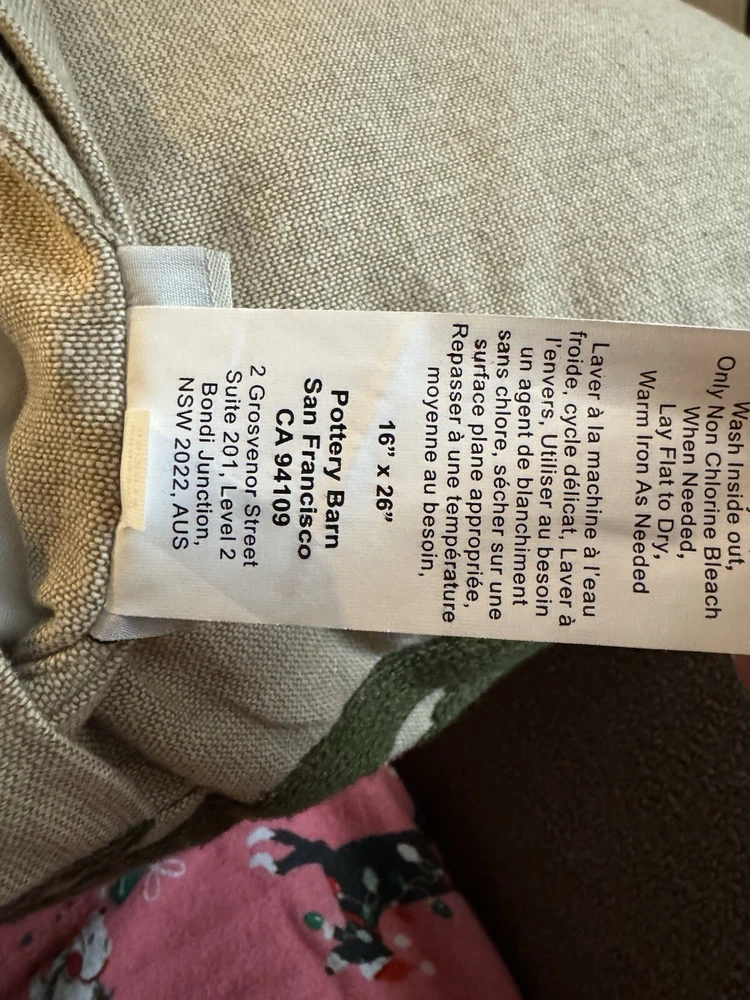 Wash Inside out,
Only Non Chlorine Bleach
When Needed,
Lay Flat to Dry,
Warm Iron As Needed
Laver à la machine à l'eau
froide, cycle délicat, Laver à
l'envers, Utiliser au besoin
un agent de blanchiment
sans chlore, sécher sur une
surface plane appropriée,
Repasser à une température
moyenne au besoin,
16” x 26”
Pottery Barn
San Francisco
CA 94109
2 Grosvenor Street
Suite 201, Level 2
Bondi Junction,
NSW 2022, AUS